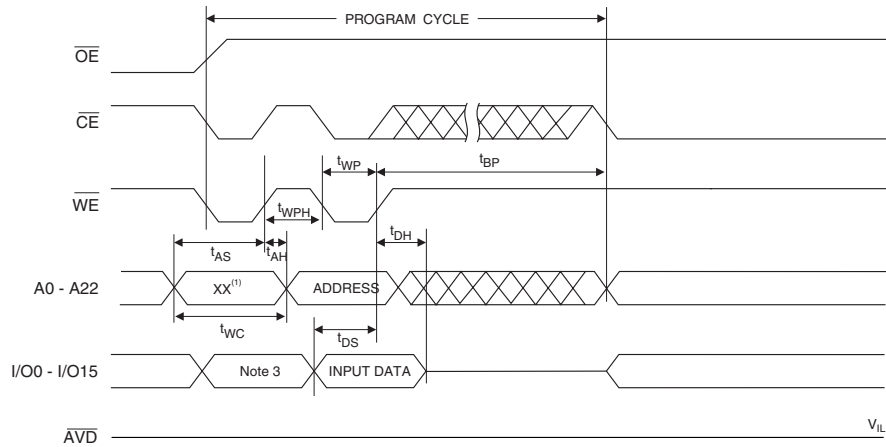 PROGRAM CYCLE
OE
CE
tWP
tBP
WE
tWPH
tDH
tAS
tAH
A0 - A22
XX(1)
ADDRESS
tWC
tDS
I/O0 - I/O15
Note 3
INPUT DATA
AVD
VIL